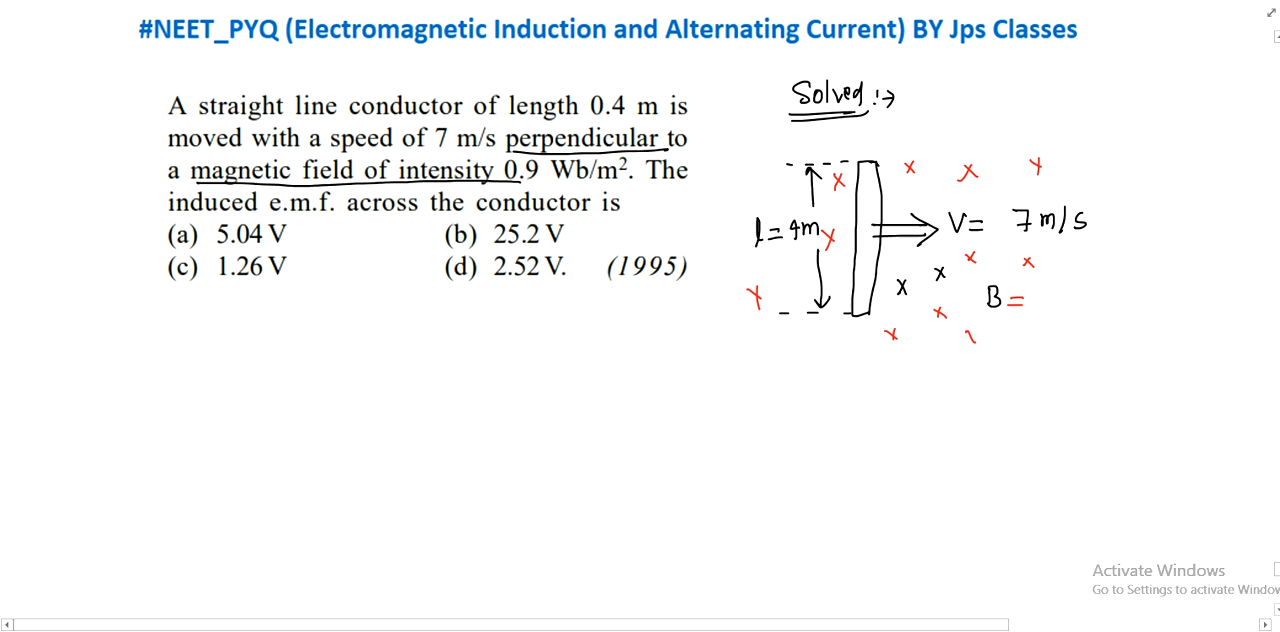 #NEET_PYQ (Electromagnetic Induction and Alternating Current) BY Jps Classes
Solved :→
A straight line conductor of length 0.4 m is
moved with a speed of 7 m/s perpendicular to
a magnetic field of intensity 0.9 Wb/m². The
induced e.m.f. across the conductor is
(a) 5.04 V (b) 25.2 V
(c) 1.26 V (d) 2.52 V. (1995)
l = 4m
V = 7 m/s
B =
Activate Windows
Go to Settings to activate Window